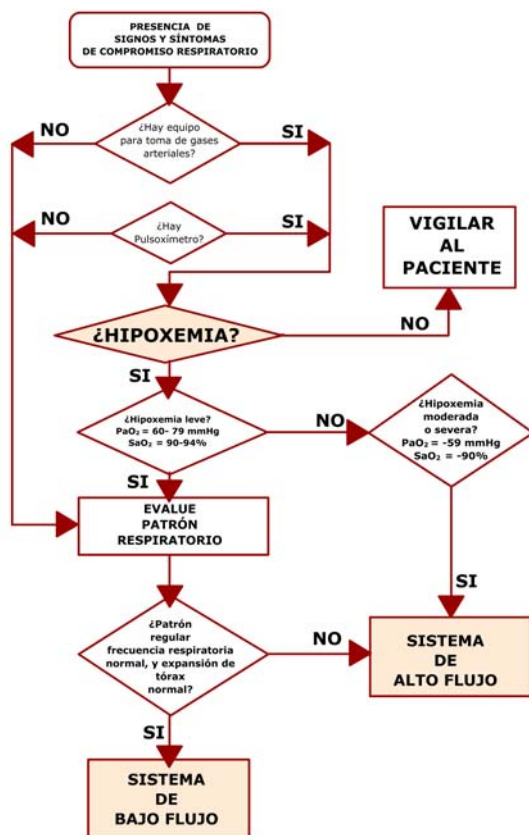 PRESENCIA DE
SIGNOS Y SÍNTOMAS
DE COMPROMISO RESPIRATORIO
NO
¿Hay equipo
para toma de gases
arteriales?
SI
NO
¿Hay
Pulsoxímetro?
SI
VIGILAR
AL
PACIENTE
¿HIPOXEMIA?
NO
SI
¿Hipoxemia leve?
PaO₂ = 60- 79 mmHg
SaO₂ = 90-94%
NO
¿Hipoxemia
moderada
o severa?
PaO₂ = -59 mmHg
SaO₂ = -90%
SI
EVALUE
PATRÓN
RESPIRATORIO
SI
¿Patrón
regular
frecuencia respiratoria
normal, y expansión de
tórax
normal?
NO
SISTEMA
DE
ALTO FLUJO
SI
SISTEMA
DE
BAJO FLUJO